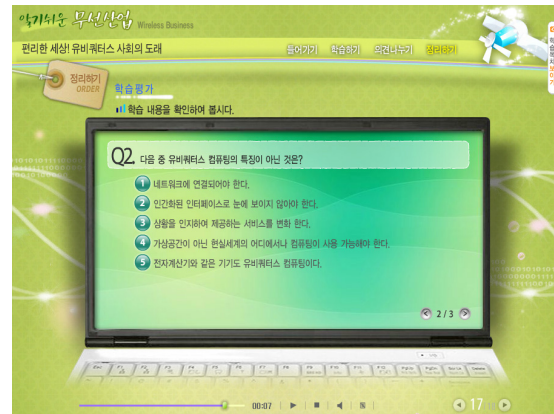 알기쉬운 무선산업 Wireless Business
편리한 세상! 유비쿼터스 사회의 도래
들어가기 학습하기 의견나누기 정리하기
정리하기
ORDER
학습평가
학습 내용을 확인하여 봅시다.
Q2. 다음 중 유비쿼터스 컴퓨팅의 특징이 아닌 것은?
1 네트워크에 연결되어야 한다.
2 인간화된 인터페이스로 눈에 보이지 않아야 한다.
3 상황을 인지하여 제공하는 서비스를 변화 한다.
4 가상공간이 아닌 현실세계의 어디에서나 컴퓨팅이 사용 가능해야 한다.
5 전자계산기와 같은 기기도 유비쿼터스 컴퓨팅이다.
2 / 3
00:07
17